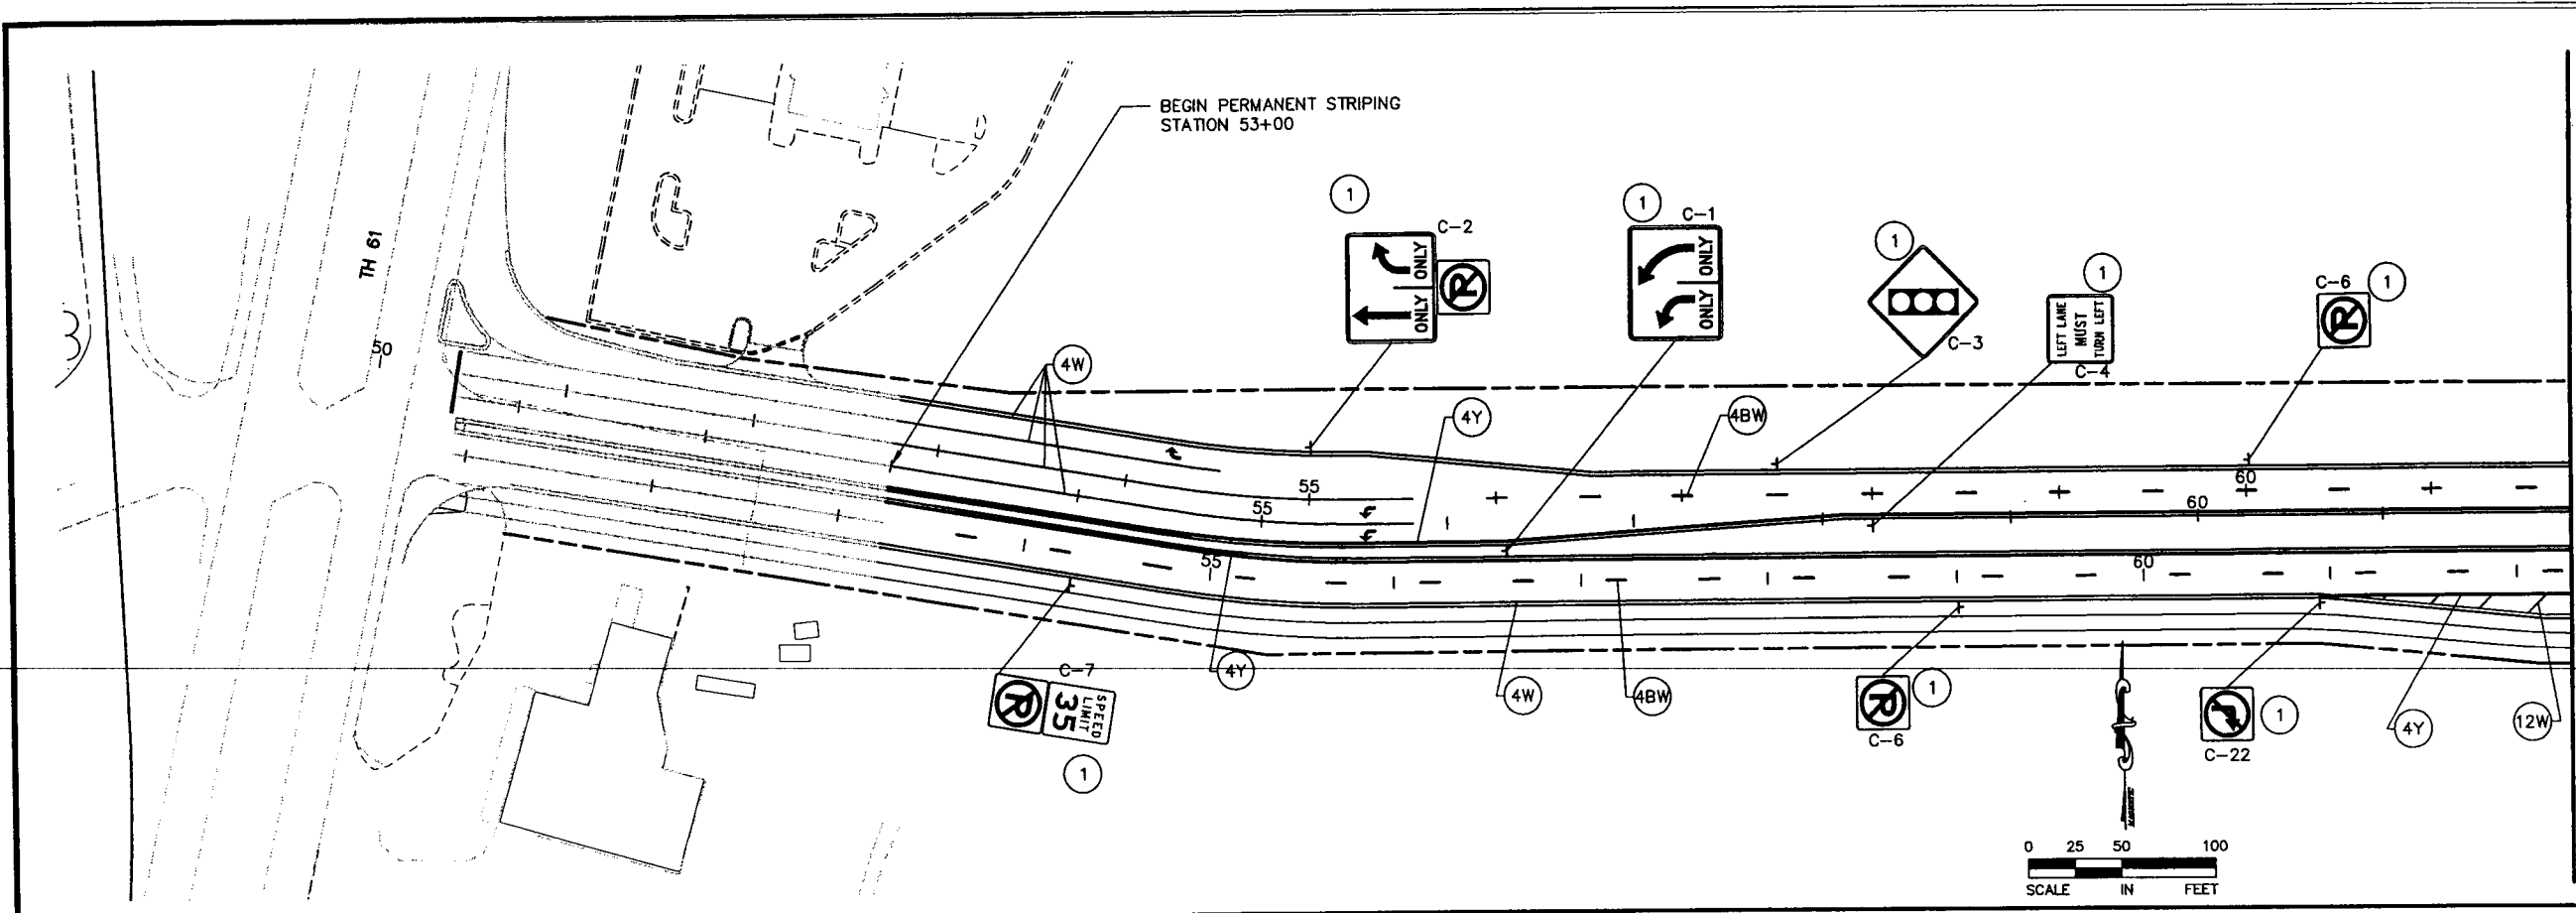 BEGIN PERMANENT STRIPING
STATION 53+00
TH 61
50
1
C-2
ONLY
ONLY
1
C-1
ONLY
ONLY
1
C-3
1
LEFT LANE
MUST
TURN LEFT
C-4
C-6
1
4W
4Y
4BW
55
55
55
60
60
60
C-7
SPEED
LIMIT
35
1
4Y
4W
4BW
C-6
1
C-22
1
4Y
12W
0 25 50 100
SCALE IN FEET